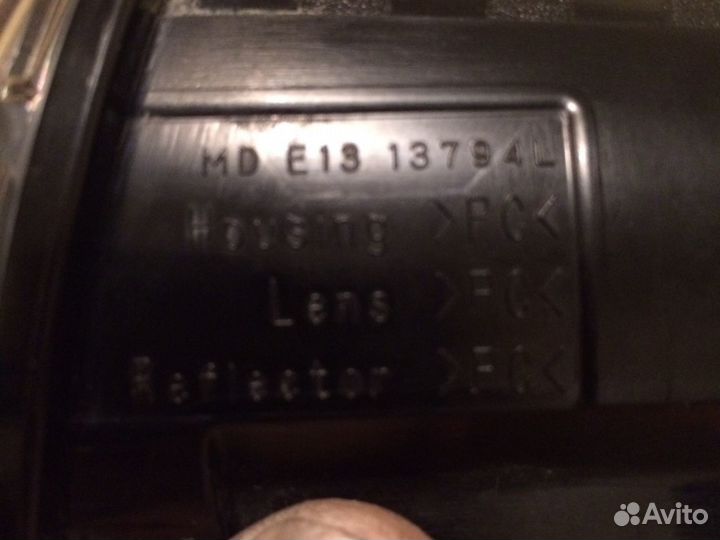 MD E13 13794L
Housing >PC<
Lens >PC<
Reflector >PC<
Avito